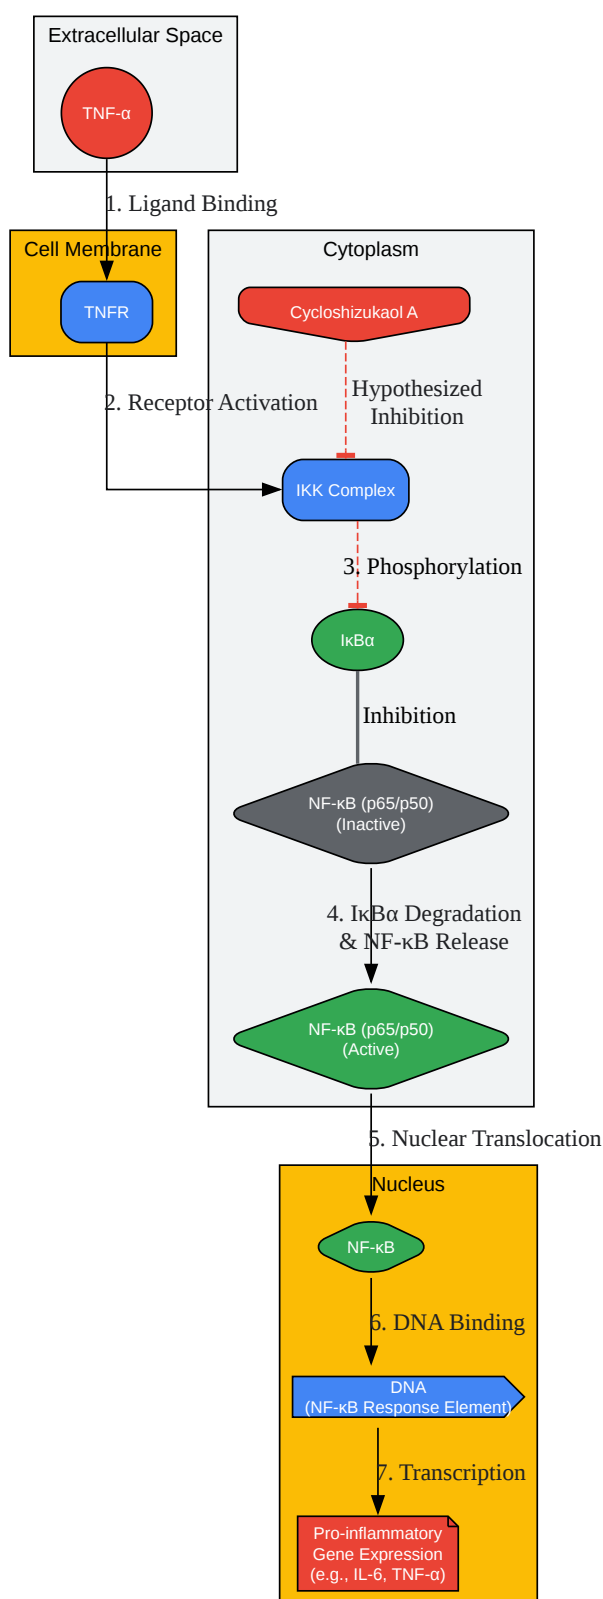 Extracellular Space
TNF-α
1. Ligand Binding
Cell Membrane
TNFR
Cytoplasm
Cycloshizukaol A
2. Receptor Activation
Hypothesized
Inhibition
IKK Complex
3. Phosphorylation
IκBα
Inhibition
NF-κB (p65/p50)
(Inactive)
4. IκBα Degradation
& NF-κB Release
NF-κB (p65/p50)
(Active)
5. Nuclear Translocation
Nucleus
NF-κB
6. DNA Binding
DNA
(NF-κB Response Element)
7. Transcription
Pro-inflammatory
Gene Expression
(e.g., IL-6, TNF-α)